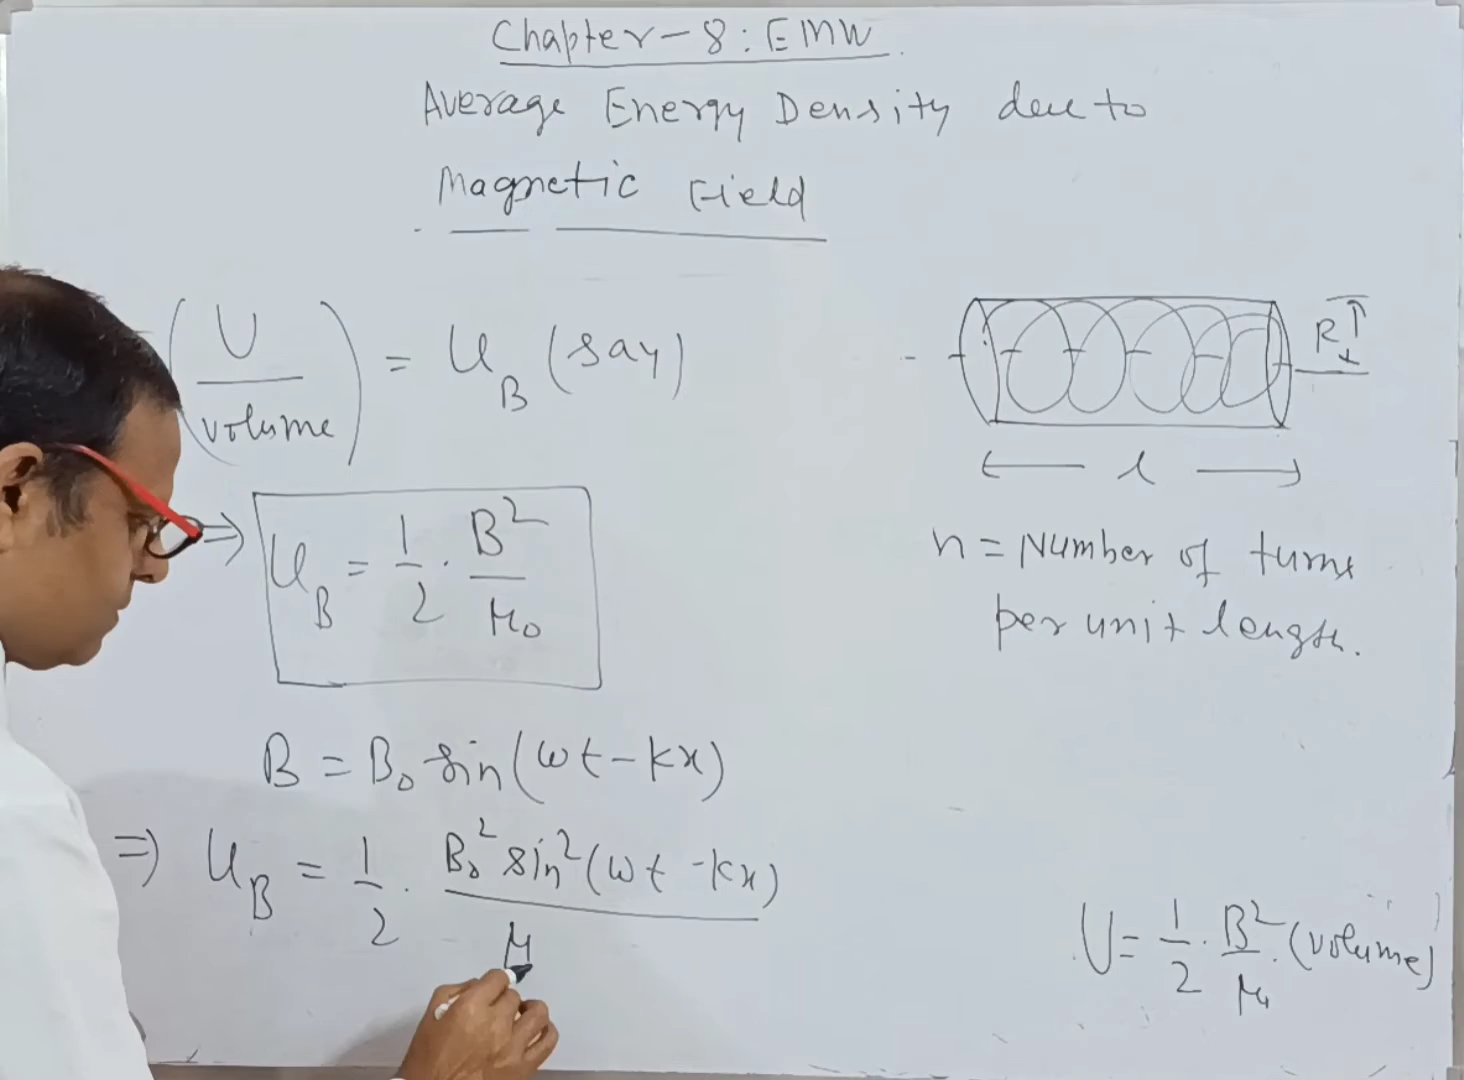 Chapter-8: EMW.
Average Energy Density due to
Magnetic Field
(U/volume) = U_B (say)
⇒ U_B = 1/2 · B²/μ₀
B = B₀ sin(ωt - kx)
⇒ U_B = 1/2 · B₀² sin²(ωt - kx)/μ
R
l
n = Number of turns
per unit length.
U = 1/2 · B²/μ₀ · (volume)